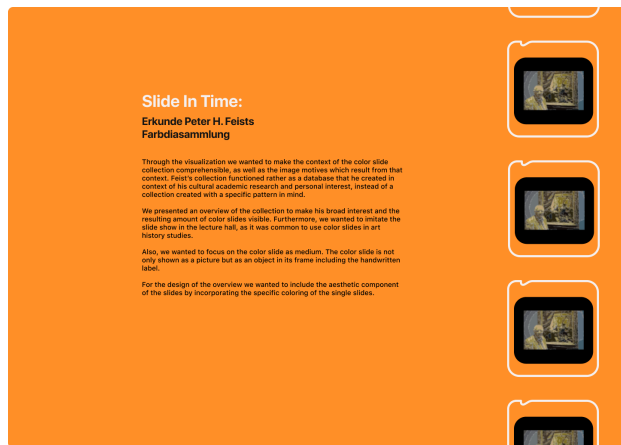 Slide In Time:
Erkunde Peter H. Feists
Farbdiasammlung
Through the visualization we wanted to make the context of the color slide
collection comprehensible, as well as the image motives which result from that
context. Feist's collection functioned rather as a database that he created in
context of his cultural academic research and personal interest, instead of a
collection created with a specific pattern in mind.
We presented an overview of the collection to make his broad interest and the
resulting amount of color slides visible. Furthermore, we wanted to imitate the
slide show in the lecture hall, as it was common to use color slides in art
history studies.
Also, we wanted to focus on the color slide as medium. The color slide is not
only shown as a picture but as an object in its frame including the handwritten
label.
For the design of the overview we wanted to include the aesthetic component
of the slides by incorporating the specific coloring of the single slides.